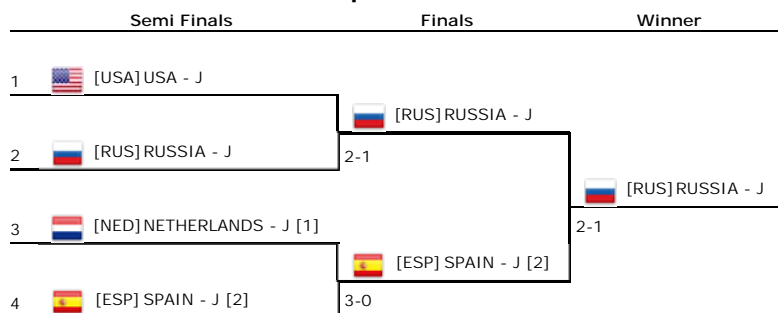 Semi Finals Finals Winner
1 [USA] USA - J
[RUS] RUSSIA - J
2 [RUS] RUSSIA - J
2-1
[RUS] RUSSIA - J
3 [NED] NETHERLANDS - J [1]
2-1
[ESP] SPAIN - J [2]
4 [ESP] SPAIN - J [2]
3-0